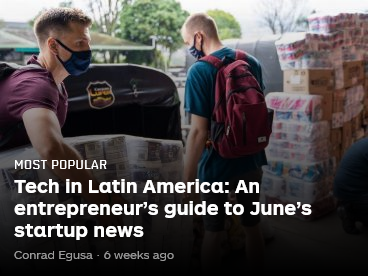 MOST POPULAR
Tech in Latin America: An
entrepreneur’s guide to June’s
startup news
Conrad Egusa · 6 weeks ago